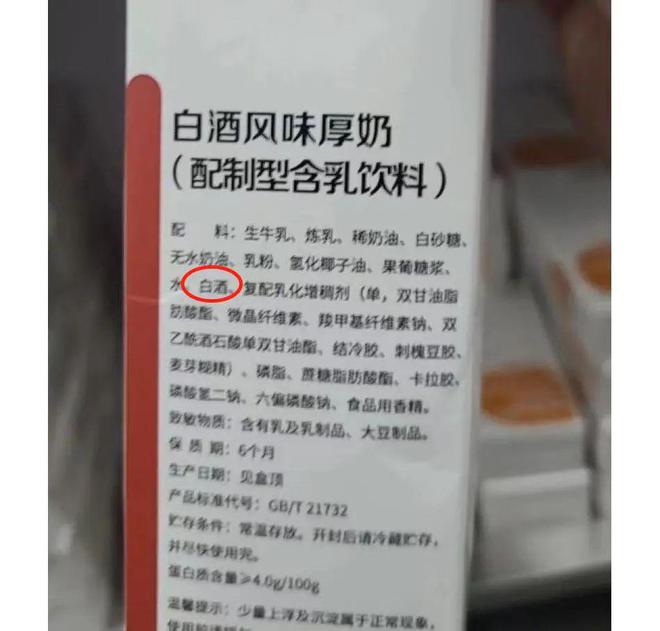 白酒风味厚奶
（配制型含乳饮料）
配 料：生牛乳、炼乳、稀奶油、白砂糖、
无水奶油、乳粉、氢化椰子油、果葡糖浆、
水、白酒、复配乳化增稠剂（单，双甘油脂
肪酸酯、微晶纤维素、羧甲基纤维素钠、双
乙酰酒石酸单双甘油酯、结冷胶、刺槐豆胶、
麦芽糊精）、磷脂、蔗糖脂肪酸酯、卡拉胶、
磷酸氢二钠、六偏磷酸钠、食品用香精。
致敏物质：含有乳及乳制品、大豆制品。
保 质 期：6个月
生产日期：见盒顶
产品标准代号：GB/T 21732
贮存条件：常温存放。开封后请冷藏贮存，
并尽快使用完。
蛋白质含量≥4.0g/100g
温馨提示：少量上浮及沉淀属于正常现象，
使用前